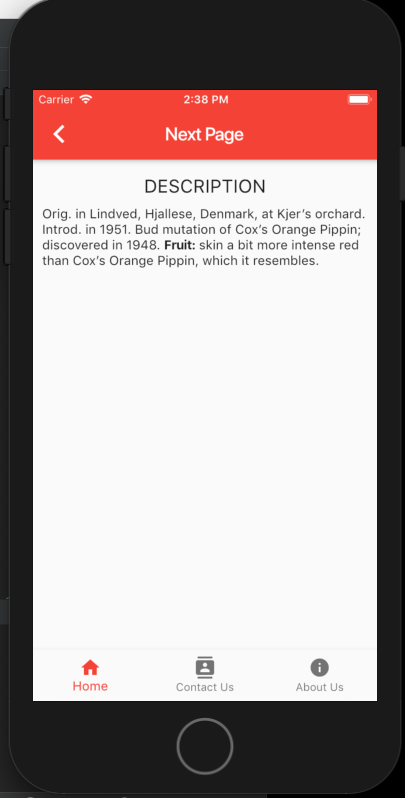 Carrier 2:38 PM
Next Page
DESCRIPTION
Orig. in Lindved, Hjallese, Denmark, at Kjer's orchard.
Introd. in 1951. Bud mutation of Cox's Orange Pippin;
discovered in 1948. Fruit: skin a bit more intense red
than Cox's Orange Pippin, which it resembles.
Home Contact Us About Us